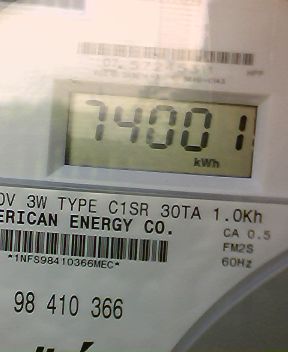 74001
kWh
0V 3W TYPE C1SR 30TA 1.0Kh
ERICAN ENERGY CO.
CA 0.5
FM2S
*1NFS98410366MEC*
60Hz
98 410 366